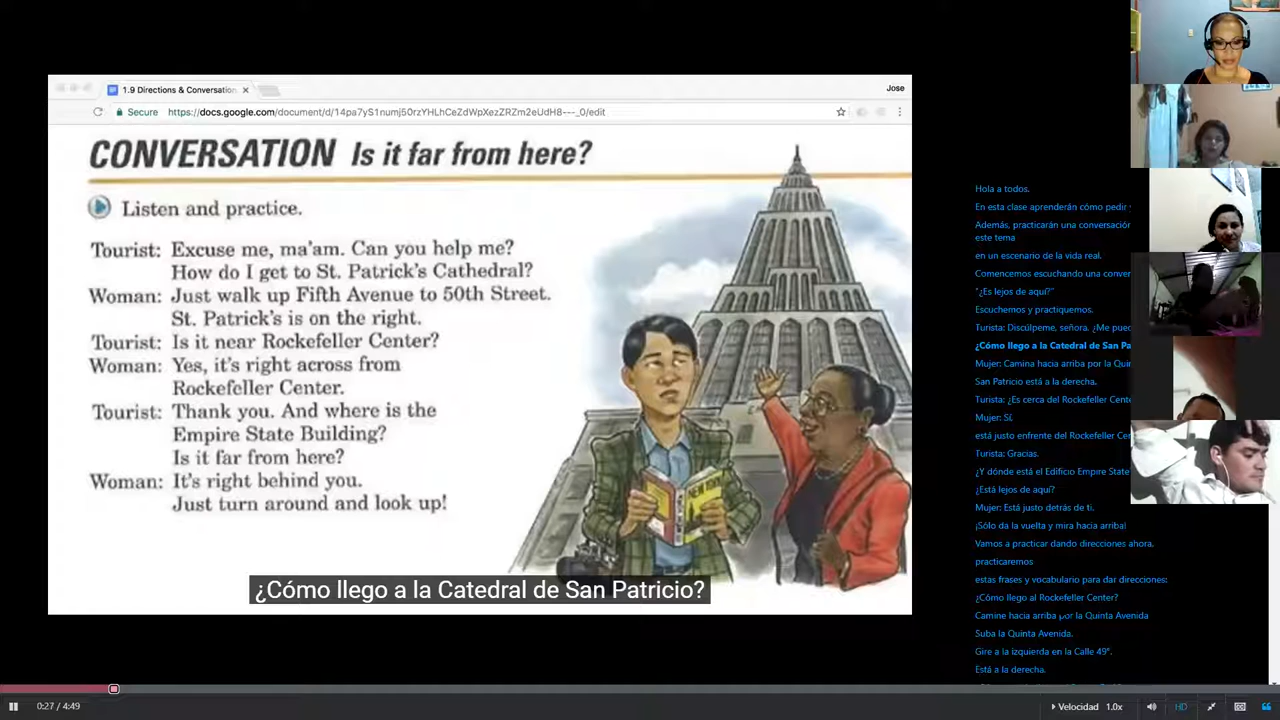 1.9 Directions & Conversation
Jose
Secure
https://docs.google.com/document/d/14pa7yS1numj50rzYHLhCeZdWpXezZRZm2eUdH8---_0/edit
CONVERSATION Is it far from here?
Listen and practice.
Tourist: Excuse me, ma'am. Can you help me?
How do I get to St. Patrick's Cathedral?
Woman: Just walk up Fifth Avenue to 50th Street.
St. Patrick's is on the right.
Tourist: Is it near Rockefeller Center?
Woman: Yes, it's right across from
Rockefeller Center.
Tourist: Thank you. And where is the
Empire State Building?
Is it far from here?
Woman: It's right behind you.
Just turn around and look up!
NEW YORK
¿Cómo llego a la Catedral de San Patricio?
Hola a todos.
En esta clase aprenderán cómo pedir
Además, practicarán una conversación
este tema
en un escenario de la vida real.
Comencemos escuchando una
"¿Es lejos de aquí?"
Escuchemos y practiquemos.
Turista: Discúlpeme, señora. ¿Me
¿Cómo llego a la Catedral de San
Mujer: Camina hacia arriba por la
San Patricio está a la derecha.
Turista: ¿Es cerca del Rockefeller
Mujer: Sí,
está justo enfrente del Rockefeller
Turista: Gracias.
¿Y dónde está el Edificio Empire State
¿Está lejos de aquí?
Mujer: Está justo detrás de ti.
¡Sólo da la vuelta y mira hacia arriba!
Vamos a practicar dando direcciones ahora.
practicaremos
estas frases y vocabulario para dar direcciones:
¿Cómo llego al Rockefeller Center?
Camine hacia arriba por la Quinta Avenida
Suba la Quinta Avenida.
Gire a la izquierda en la Calle 49°.
Está a la derecha.
0:27 / 4:49
Velocidad 1.0x
HD